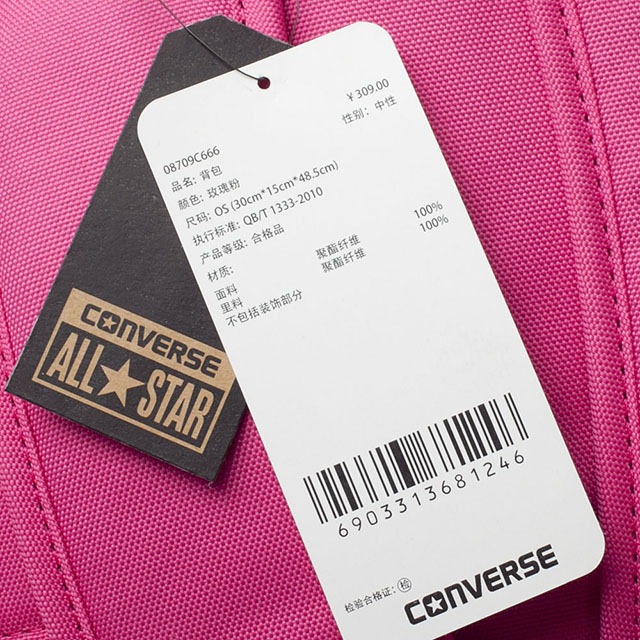 ¥ 309.00
性别: 中性
08709C666
品名: 背包
颜色: 玫瑰粉
尺码: OS (30cm*15cm*48.5cm)
执行标准: QB/T 1333-2010
产品等级: 合格品
材质:
面料 聚酯纤维 100%
里料 聚酯纤维 100%
不包括装饰部分
6903313681246
检验合格证: 检
CONVERSE
CONVERSE
ALL STAR